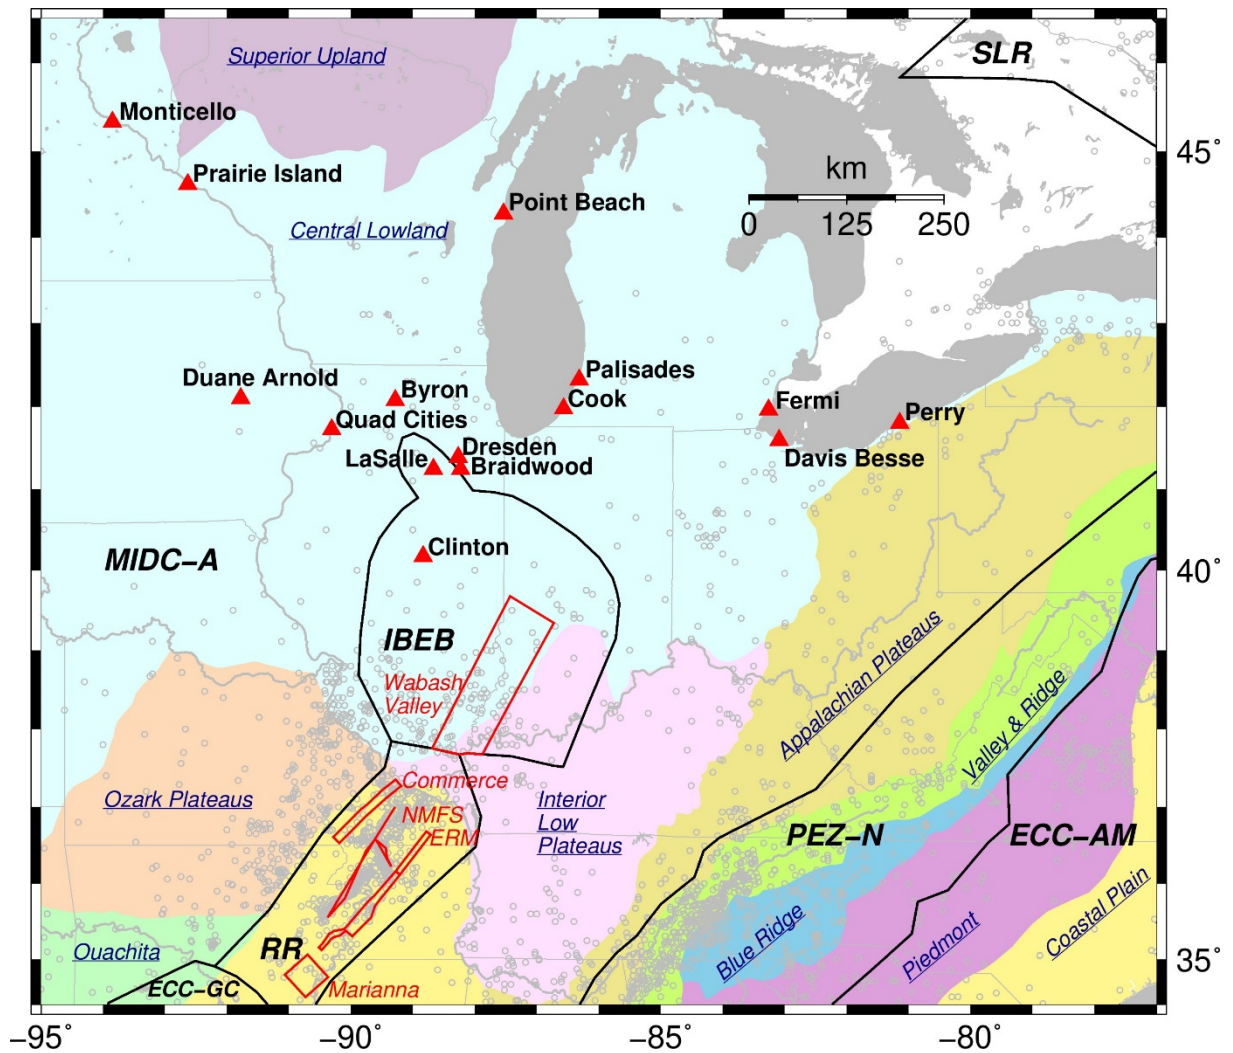 Superior Upland
SLR
Monticello
Prairie Island
km
Point Beach
0 125 250
Central Lowland
45°
Duane Arnold
Byron
Palisades
Cook
Quad Cities
Fermi
Perry
LaSalle
Dresden
Braidwood
Davis Besse
Clinton
MIDC-A
40°
IBEB
Wabash
Valley
Appalachian Plateaus
Valley & Ridge
Commerce
Ozark Plateaus
NMFS
ERM
Interior
Low
Plateaus
PEZ-N
ECC-AM
Ouachita
RR
Blue Ridge
Piedmont
Coastal Plain
35°
ECC-GC
Marianna
-95° -90° -85° -80°